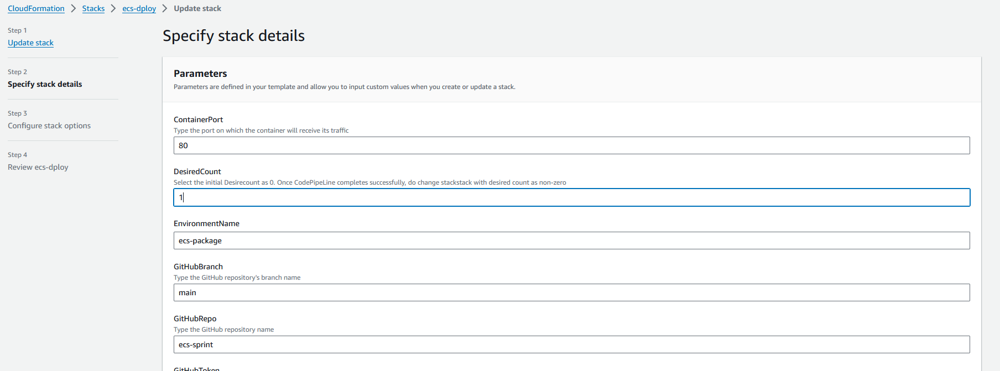 CloudFormation > Stacks > ecs-dploy > Update stack
Step 1
Update stack
Step 2
Specify stack details
Step 3
Configure stack options
Step 4
Review ecs-dploy
Specify stack details
Parameters
Parameters are defined in your template and allow you to input custom values when you create or update a stack.
ContainerPort
Type the port on which the container will receive its traffic
80
DesiredCount
Select the initial Desirecount as 0. Once CodePipeLine completes successfully, do change stackstack with desired count as non-zero
1
EnvironmentName
ecs-package
GitHubBranch
Type the GitHub repository's branch name
main
GitHubRepo
Type the GitHub repository name
ecs-sprint
GitHubToken